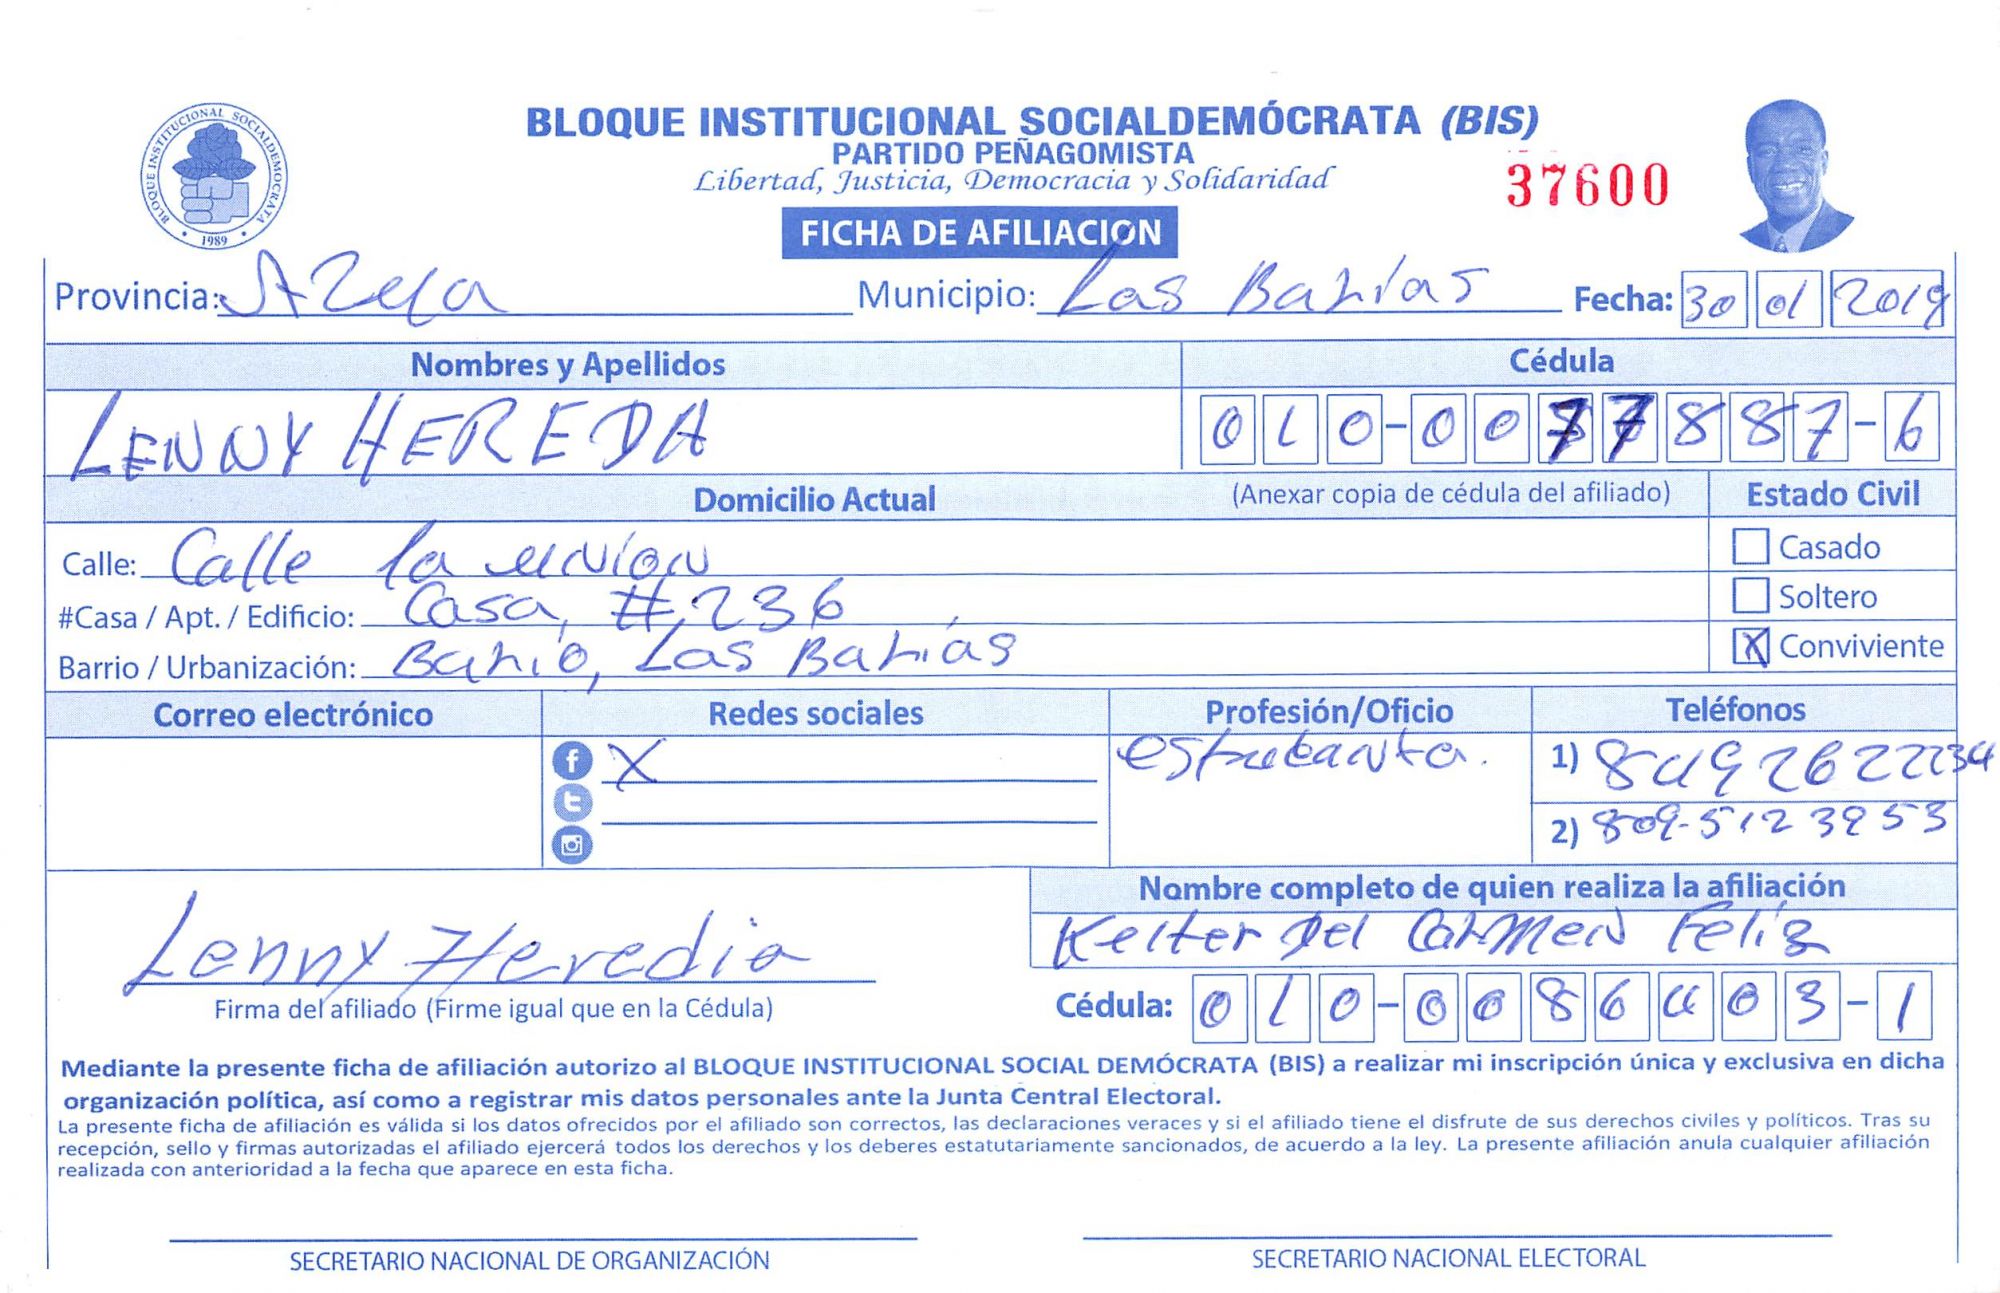 BLOQUE INSTITUCIONAL SOCIALDEMÓCRATA (BIS)
PARTIDO PEÑAGOMISTA
Libertad, Justicia, Democracia y Solidaridad
37600
BLOQUE INSTITUCIONAL SOCIALDEMOCRATA
1989
FICHA DE AFILIACION
Provincia: Azua Municipio: Las Barías Fecha: 30 01 2019
Nombres y Apellidos Cédula
LENNY HEREDA 010-0077887-6
Domicilio Actual (Anexar copia de cédula del afiliado) Estado Civil
Calle: Calle la unión Casado
#Casa / Apt. / Edificio: Casa, #236 Soltero
Barrio / Urbanización: Barrio, Las Barías X Conviviente
Correo electrónico Redes sociales Profesión/Oficio Teléfonos
X estudianta. 1) 8492622234
2) 809-5123953
Nombre completo de quien realiza la afiliación
Lenny Heredia Kelter Del Carmen Feliz
Firma del afiliado (Firme igual que en la Cédula) Cédula: 010-0086403-1
Mediante la presente ficha de afiliación autorizo al BLOQUE INSTITUCIONAL SOCIAL DEMÓCRATA (BIS) a realizar mi inscripción única y exclusiva en dicha
organización política, así como a registrar mis datos personales ante la Junta Central Electoral.
La presente ficha de afiliación es válida si los datos ofrecidos por el afiliado son correctos, las declaraciones veraces y si el afiliado tiene el disfrute de sus derechos civiles y políticos. Tras su
recepción, sello y firmas autorizadas el afiliado ejercerá todos los derechos y los deberes estatutariamente sancionados, de acuerdo a la ley. La presente afiliación anula cualquier afiliación
realizada con anterioridad a la fecha que aparece en esta ficha.
SECRETARIO NACIONAL DE ORGANIZACIÓN SECRETARIO NACIONAL ELECTORAL